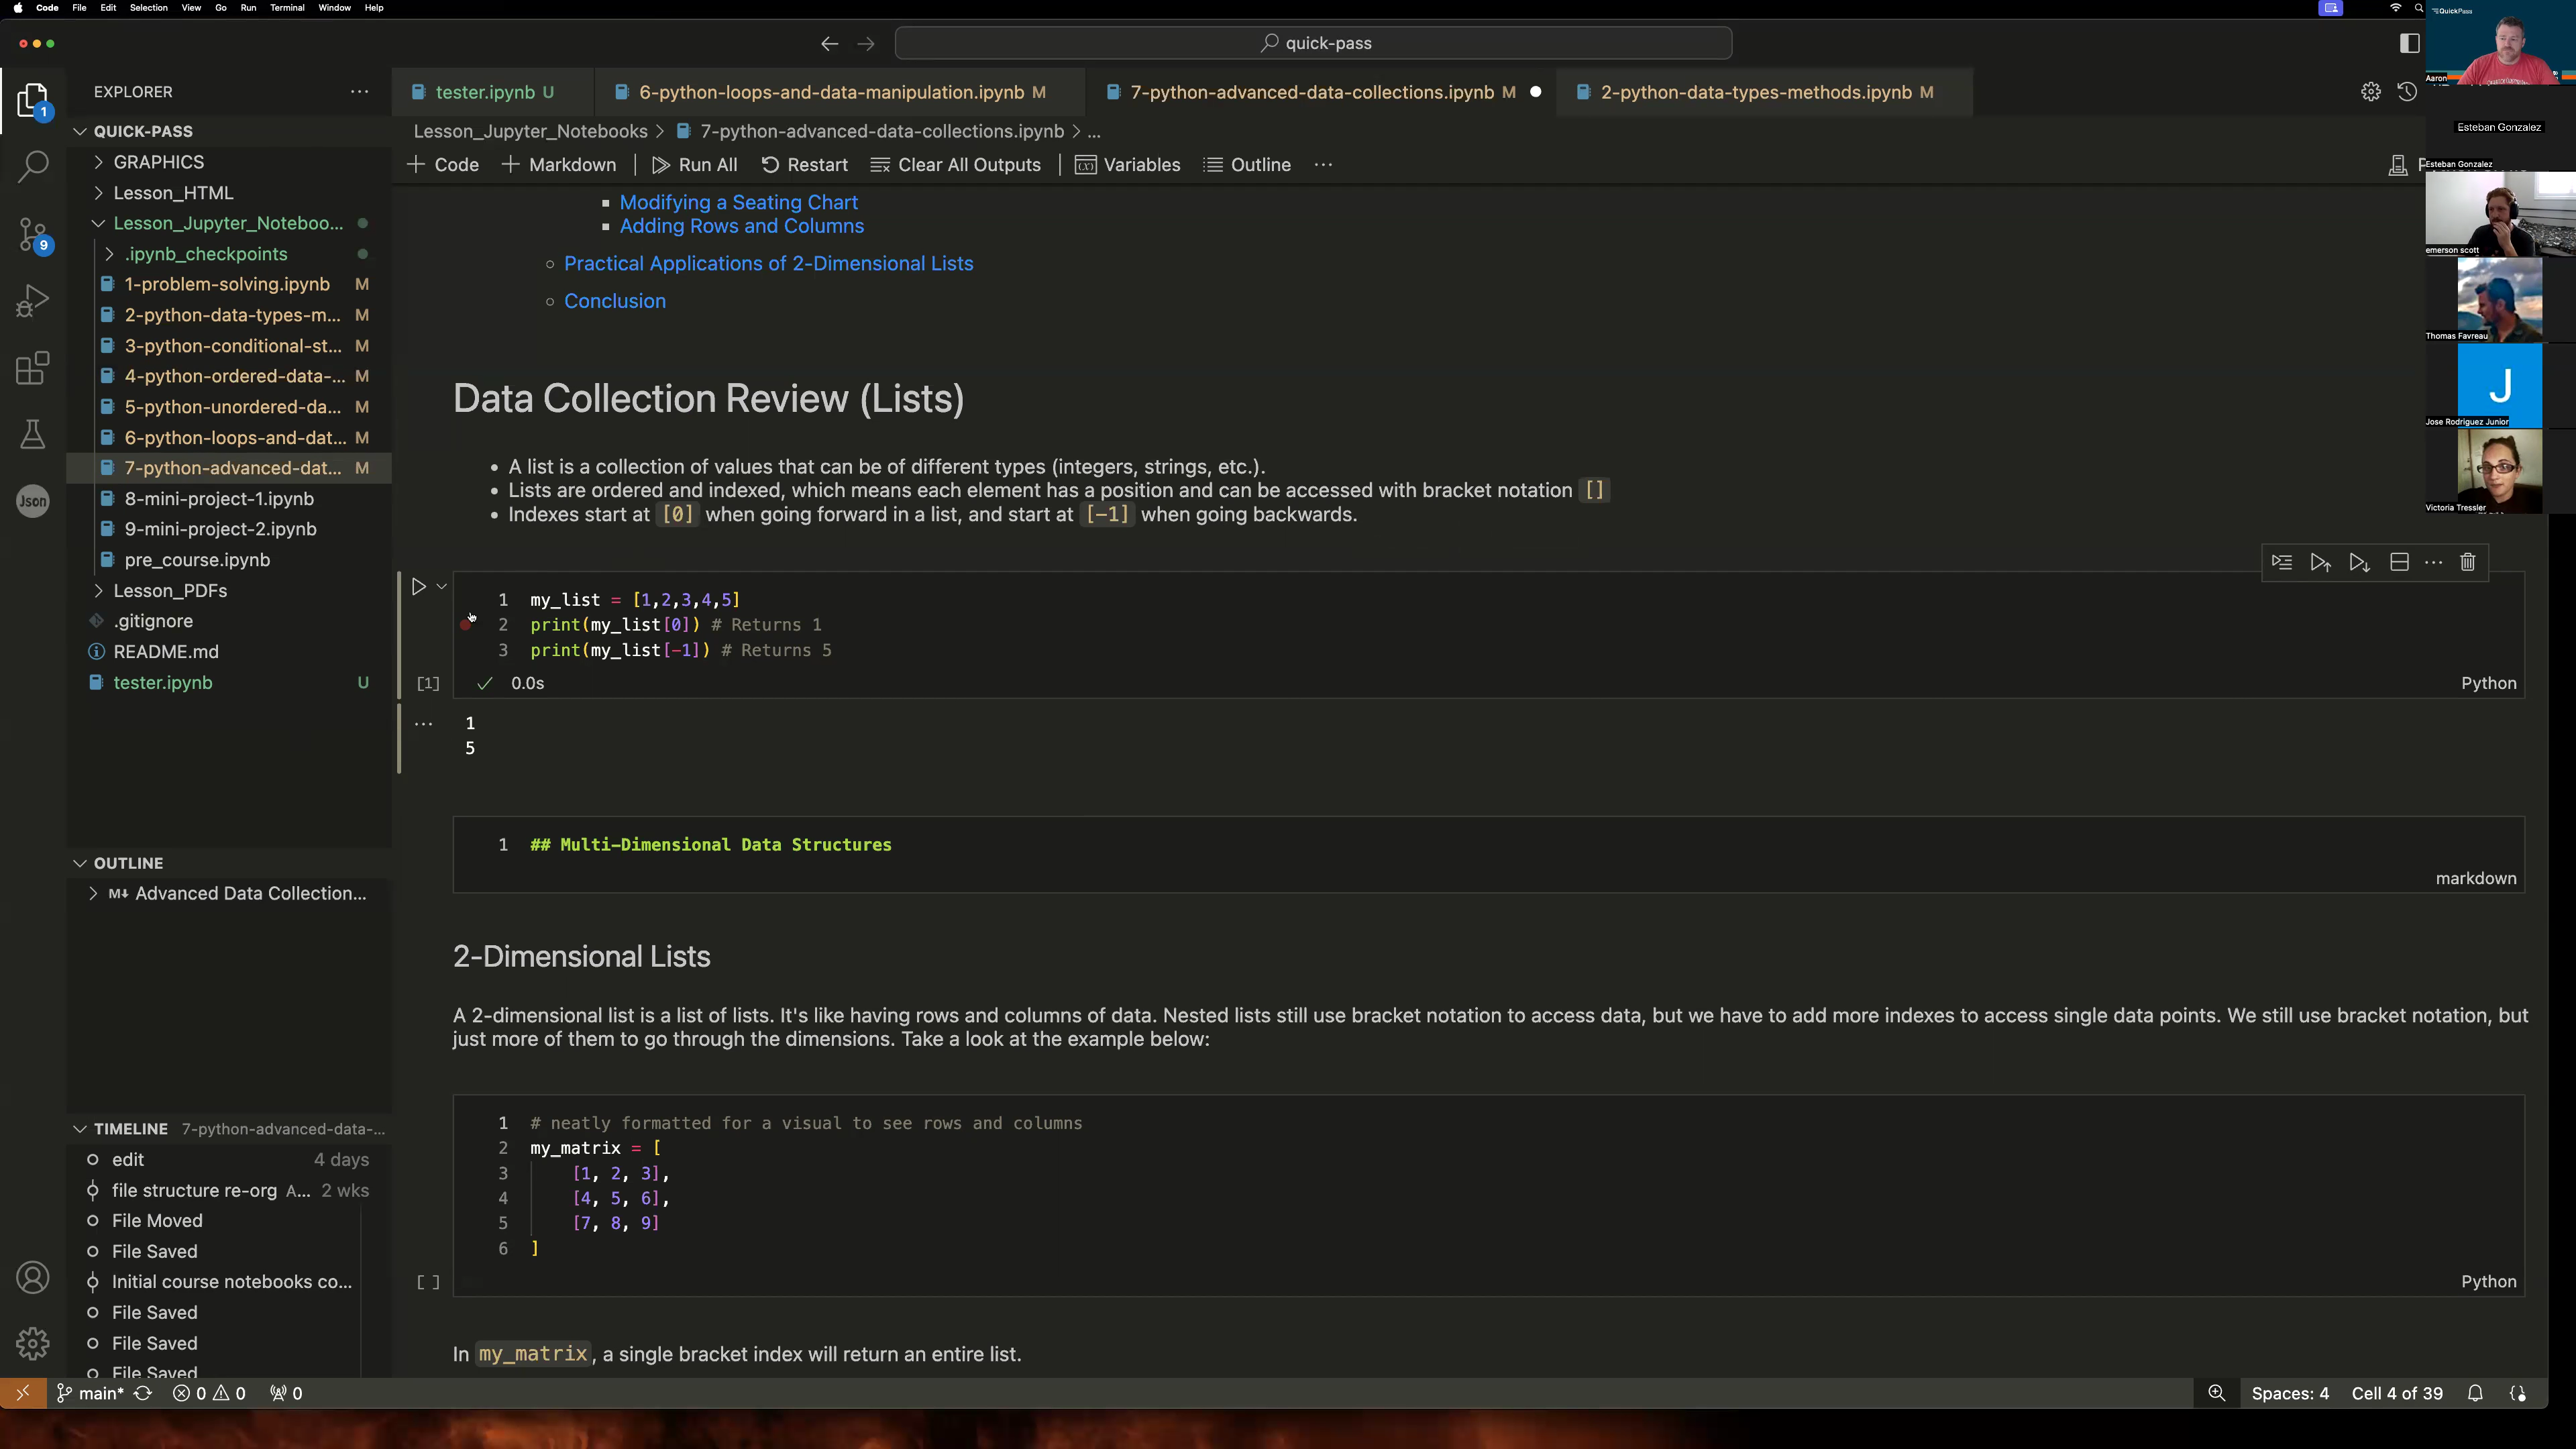 Code File Edit Selection View Go Run Terminal Window Help
QuickPass
quick-pass
Aaron
EXPLORER
tester.ipynb U
6-python-loops-and-data-manipulation.ipynb M
7-python-advanced-data-collections.ipynb M
2-python-data-types-methods.ipynb M
Lesson_Jupyter_Notebooks > 7-python-advanced-data-collections.ipynb > ...
Code Markdown Run All Restart Clear All Outputs Variables Outline ...
Esteban Gonzalez
Esteban Gonzalez
emerson scott
Thomas Favreau
J
Jose Rodriguez Junior
Victoria Tressler
1
9
Json
QUICK-PASS
GRAPHICS
Lesson_HTML
Lesson_Jupyter_Noteboo...
.ipynb_checkpoints
1-problem-solving.ipynb M
2-python-data-types-m... M
3-python-conditional-st... M
4-python-ordered-data-... M
5-python-unordered-da... M
6-python-loops-and-dat... M
7-python-advanced-dat... M
8-mini-project-1.ipynb
9-mini-project-2.ipynb
pre_course.ipynb
Lesson_PDFs
.gitignore
README.md
tester.ipynb U
OUTLINE
M↓ Advanced Data Collection...
TIMELINE 7-python-advanced-data-...
edit 4 days
file structure re-org A... 2 wks
File Moved
File Saved
Initial course notebooks co...
File Saved
File Saved
File Saved
Modifying a Seating Chart
Adding Rows and Columns
Practical Applications of 2-Dimensional Lists
Conclusion
Data Collection Review (Lists)
A list is a collection of values that can be of different types (integers, strings, etc.).
Lists are ordered and indexed, which means each element has a position and can be accessed with bracket notation []
Indexes start at [0] when going forward in a list, and start at [-1] when going backwards.
1 my_list = [1,2,3,4,5]
2 print(my_list[0]) # Returns 1
3 print(my_list[-1]) # Returns 5
[1] 0.0s Python
1
5
1 ## Multi-Dimensional Data Structures
markdown
2-Dimensional Lists
A 2-dimensional list is a list of lists. It's like having rows and columns of data. Nested lists still use bracket notation to access data, but we have to add more indexes to access single data points. We still use bracket notation, but
just more of them to go through the dimensions. Take a look at the example below:
1 # neatly formatted for a visual to see rows and columns
2 my_matrix = [
3 [1, 2, 3],
4 [4, 5, 6],
5 [7, 8, 9]
6 ]
[ ] Python
In my_matrix, a single bracket index will return an entire list.
main* 0 0 0 Spaces: 4 Cell 4 of 39